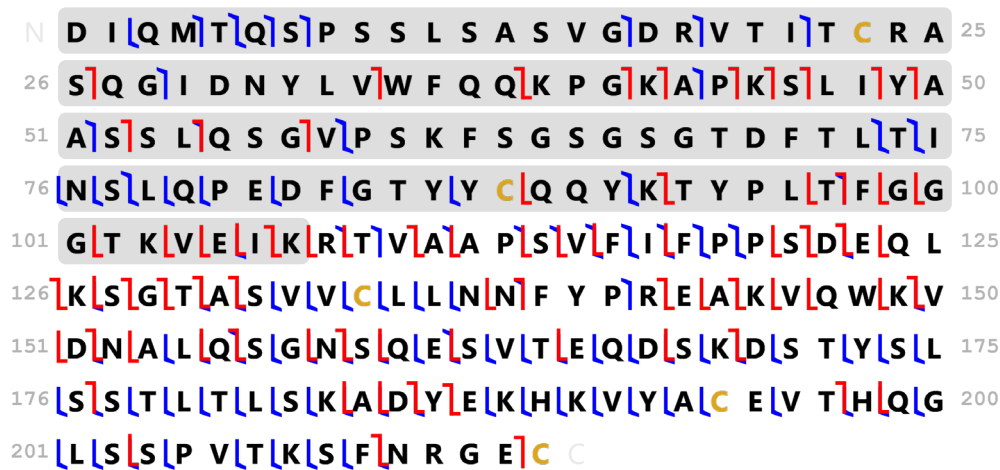 N D I Q M T Q S P S S L S A S V G D R V T I T C R A 25
26 S Q G I D N Y L V W F Q Q K P G K A P K S L I Y A 50
51 A S S L Q S G V P S K F S G S G S G T D F T L T I 75
76 N S L Q P E D F G T Y Y C Q Q Y K T Y P L T F G G 100
101 G T K V E I K R T V A A P S V F I F P P S D E Q L 125
126 K S G T A S V V C L L N N F Y P R E A K V Q W K V 150
151 D N A L Q S G N S Q E S V T E Q D S K D S T Y S L 175
176 S S T L T L S K A D Y E K H K V Y A C E V T H Q G 200
201 L S S P V T K S F N R G E C C